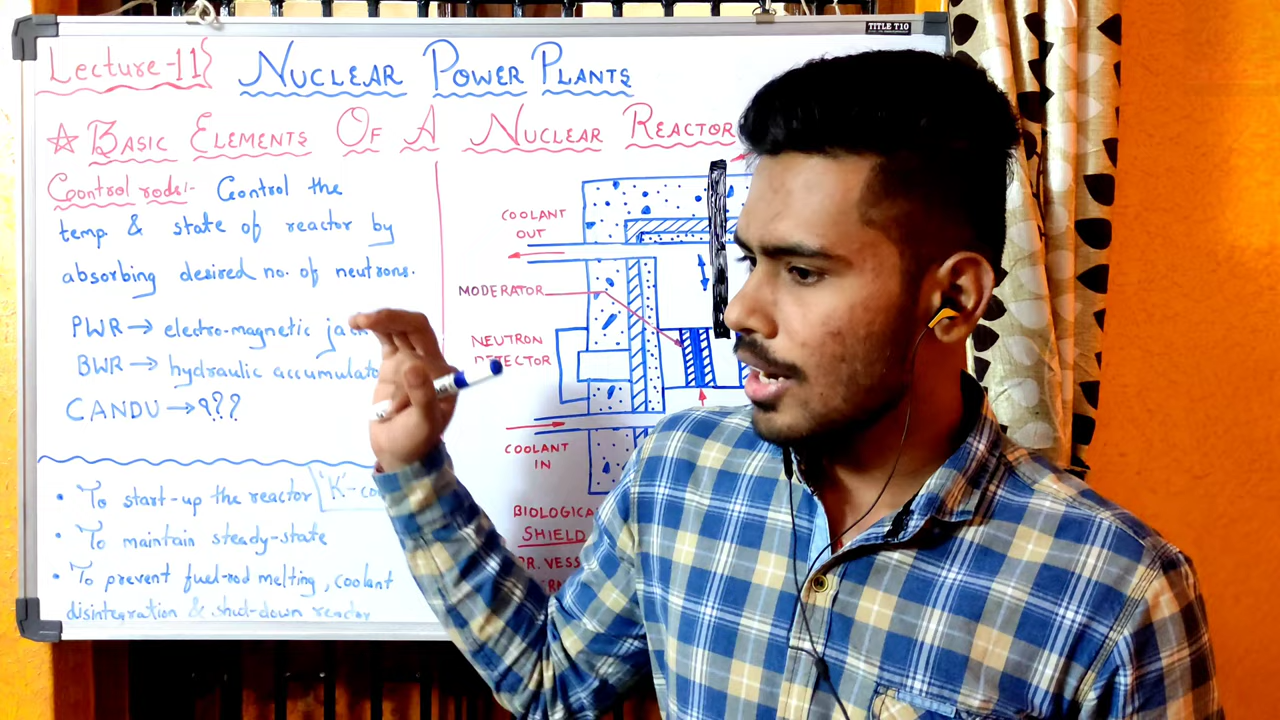 TITLE T10
Lecture-11
NUCLEAR POWER PLANTS
☆ BASIC ELEMENTS OF A NUCLEAR REACTOR
Control rods:- Control the
temp. & state of reactor by
absorbing desired no. of neutrons.
PWR → electro-magnetic
BWR → hydraulic
CANDU → ???
• To start-up the reactor
• To maintain steady-state
• To prevent fuel-rod melting, coolant
disintegration & shut-down reactor
COOLANT
OUT
MODERATOR
NEUTRON
COOLANT
IN
SHIELD